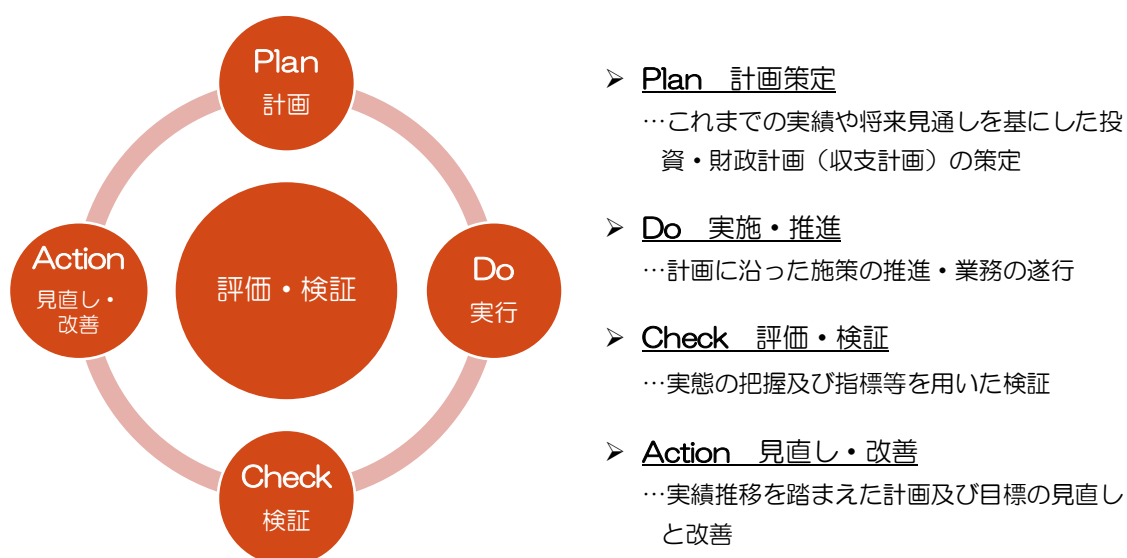 Plan
計画
Action
見直し・
改善
評価・検証
Do
実行
Check
検証
➢ Plan 計画策定
…これまでの実績や将来見通しを基にした投
資・財政計画（収支計画）の策定
➢ Do 実施・推進
…計画に沿った施策の推進・業務の遂行
➢ Check 評価・検証
…実態の把握及び指標等を用いた検証
➢ Action 見直し・改善
…実績推移を踏まえた計画及び目標の見直し
と改善